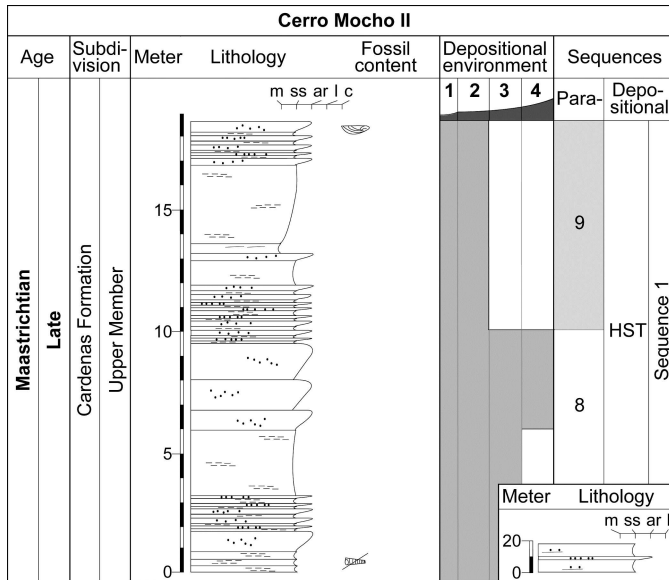 Cerro Mocho II
Age
Subdi-
vision
Meter
Lithology
Fossil
content
Depositional
environment
Sequences
m ss ar l c
1 2 3 4
Para-
Depo-
sitional
Maastrichtian
Late
Cardenas Formation
Upper Member
15
10
5
0
9
8
HST
Sequence 1
Meter
Lithology
m ss ar l
20
0